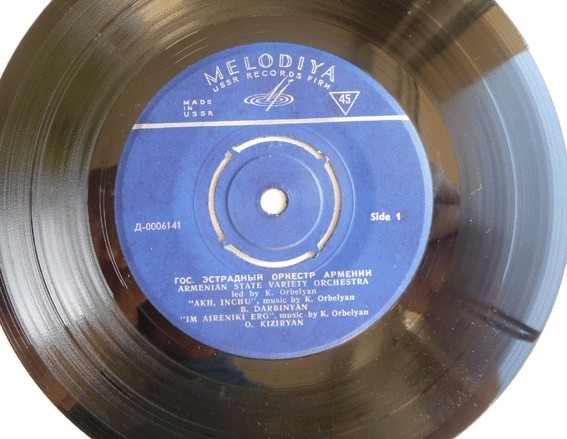 MELODIYA
USSR RECORDS FIRM
MADE
IN
USSR
45
Д-0006141
Side 1
ГОС. ЭСТРАДНЫЙ ОРКЕСТР АРМЕНИИ
ARMENIAN STATE VARIETY ORCHESTRA
led by K. Orbelyan
"AKH, INCHU", music by K. Orbelyan
B. DARBINYAN
"IM AIRENIKI ERG", music by K. Orbelyan
O. KIZIRYAN